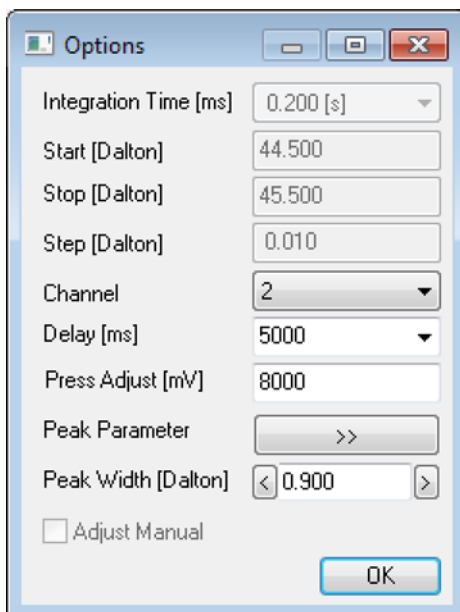 Options
Integration Time [ms] 0.200 [s]
Start [Dalton] 44.500
Stop [Dalton] 45.500
Step [Dalton] 0.010
Channel 2
Delay [ms] 5000
Press Adjust [mV] 8000
Peak Parameter >>
Peak Width [Dalton] < 0.900 >
Adjust Manual
OK